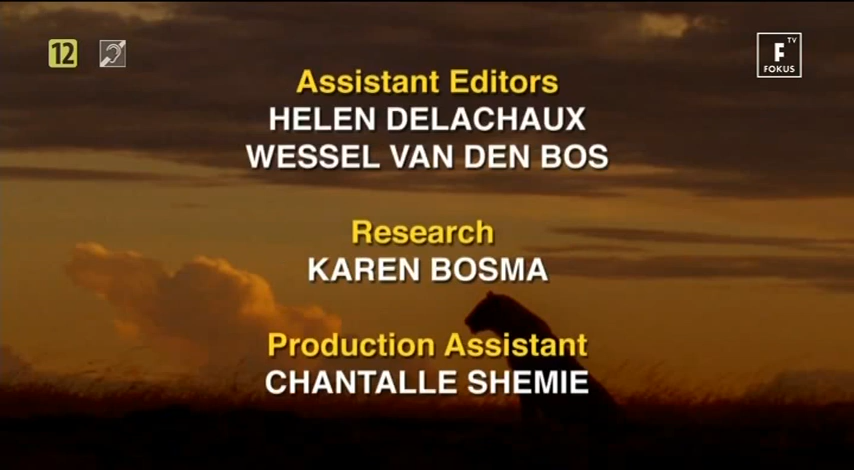 12
F TV
FOKUS
Assistant Editors
HELEN DELACHAUX
WESSEL VAN DEN BOS
Research
KAREN BOSMA
Production Assistant
CHANTALLE SHEMIE